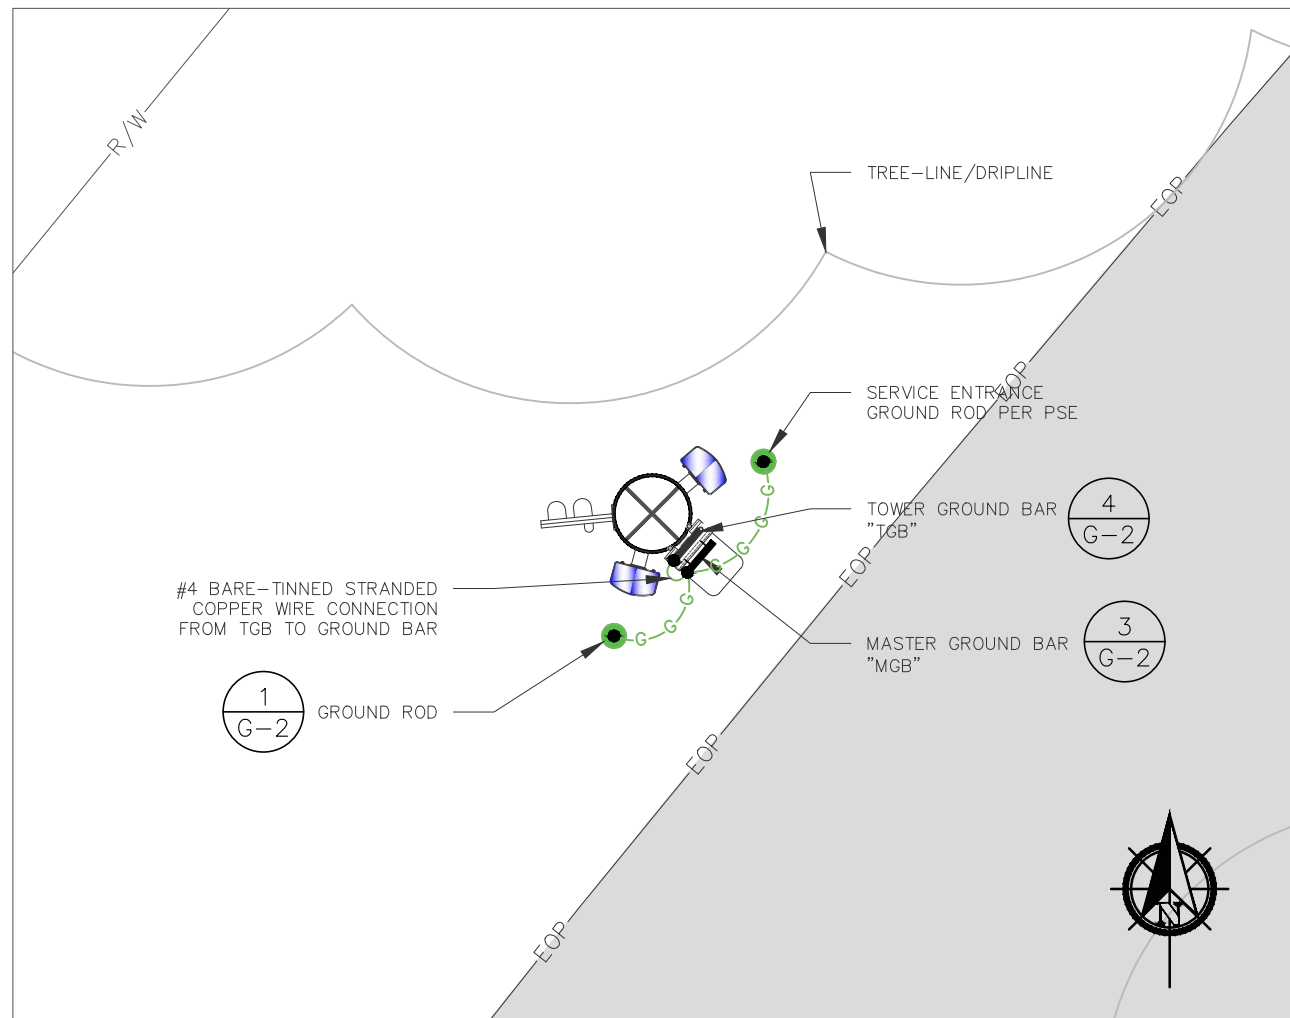 R/W
TREE-LINE/DRIPLINE
EOP
EOP
SERVICE ENTRANCE
GROUND ROD PER PSE
G
G
G
G
TOWER GROUND BAR
"TGB"
4
G-2
EOP
#4 BARE-TINNED STRANDED
COPPER WIRE CONNECTION
FROM TGB TO GROUND BAR
G
G
G
MASTER GROUND BAR
"MGB"
3
G-2
1
G-2
GROUND ROD
EOP
EOP
N